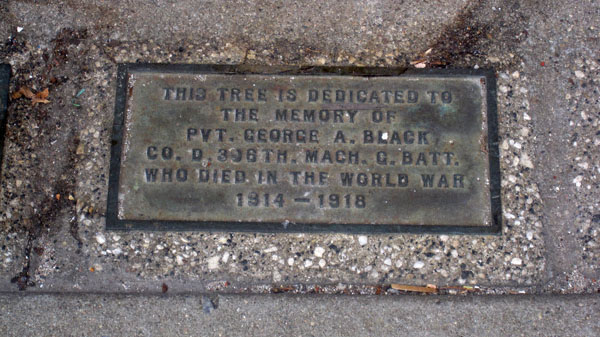 THIS TREE IS DEDICATED TO
THE MEMORY OF
PVT. GEORGE A. BLACK,
CO. D, 306TH. MACH. G. BATT.
WHO DIED IN THE WORLD WAR
1914 — 1918